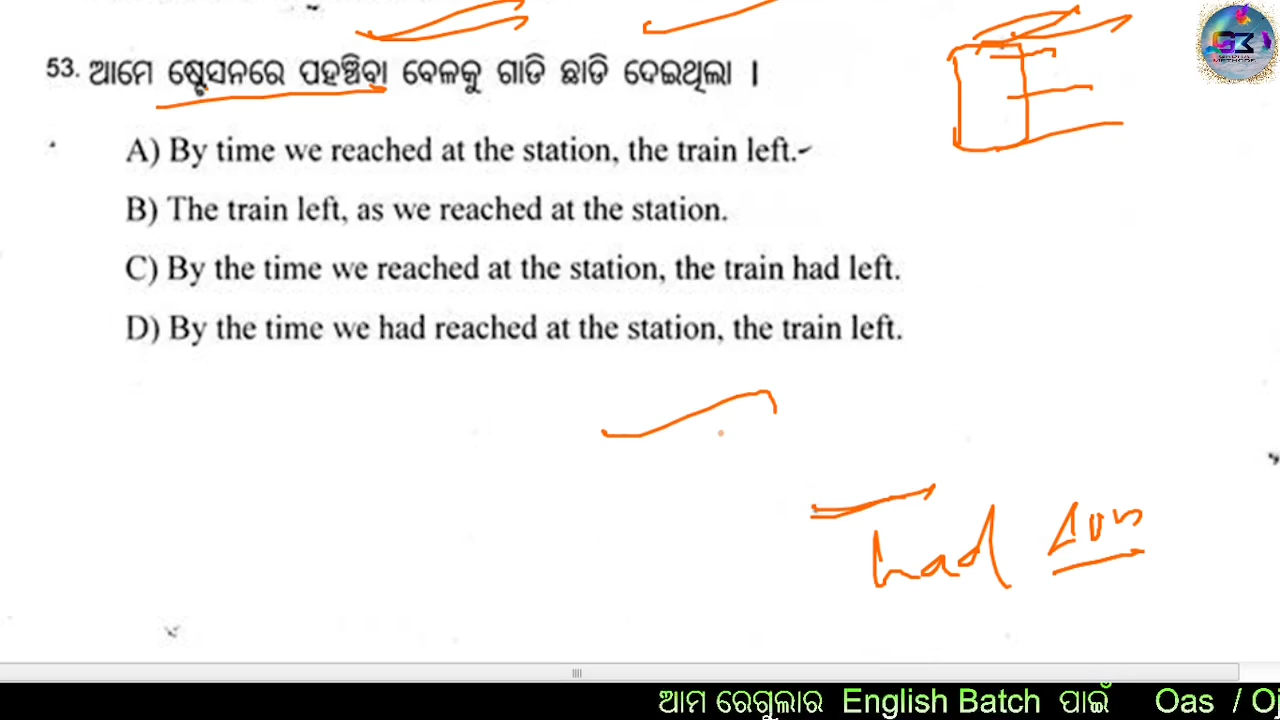 53. ଆମେ ଷ୍ଟେସନରେ ପହଞ୍ଚିବା ବେଳକୁ ଗାଡି ଛାଡି ଦେଇଥିଲା ।
A) By time we reached at the station, the train left.
B) The train left, as we reached at the station.
C) By the time we reached at the station, the train had left.
D) By the time we had reached at the station, the train left.
had
ଆମ ରେଗୁଲାର English Batch ପାଇଁ Oas / O